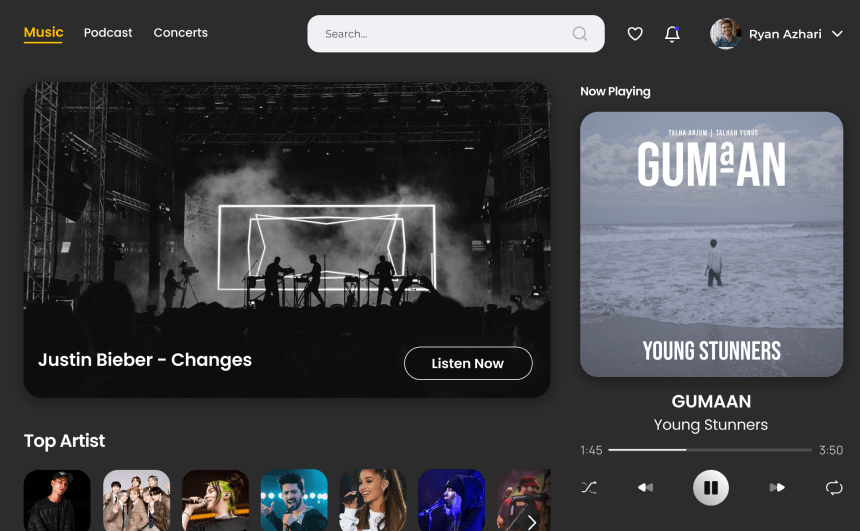 Music Podcast Concerts Search... Ryan Azhari
Now Playing
TALHA ANJUM | TALHAH YUNUS
GUMaAN
YOUNG STUNNERS
Justin Bieber - Changes
Listen Now
GUMAAN
Young Stunners
1:45 3:50
Top Artist